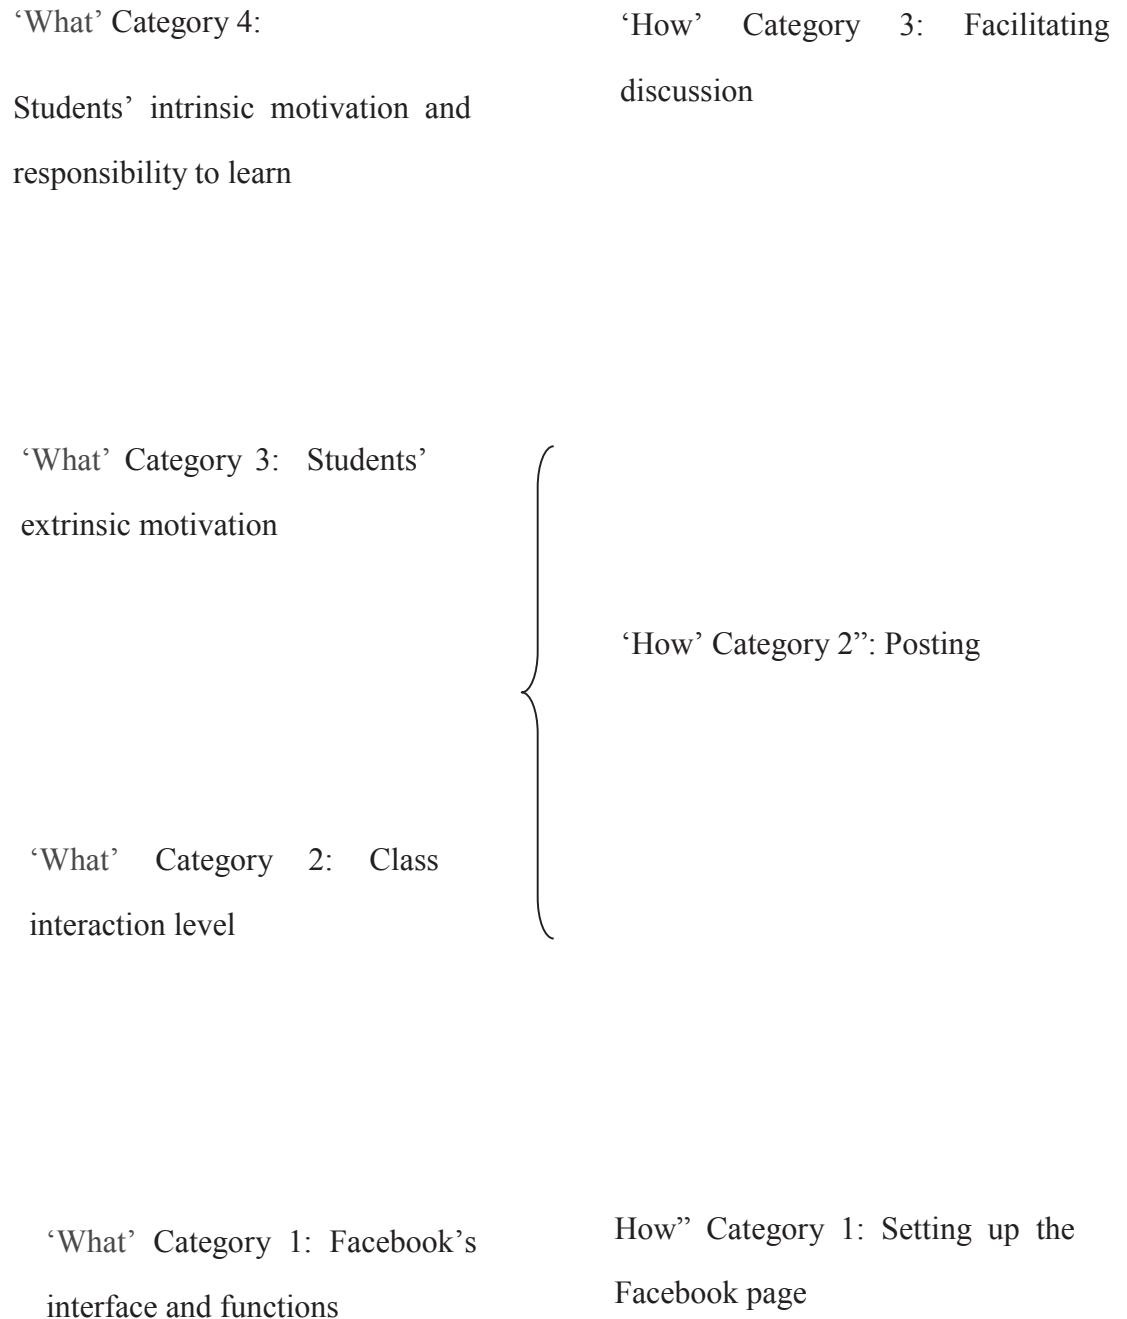 ‘What’ Category 4:
Students’ intrinsic motivation and
responsibility to learn
‘How’ Category 3: Facilitating
discussion
‘What’ Category 3: Students’
extrinsic motivation
‘How’ Category 2”: Posting
‘What’ Category 2: Class
interaction level
‘What’ Category 1: Facebook’s
interface and functions
How” Category 1: Setting up the
Facebook page